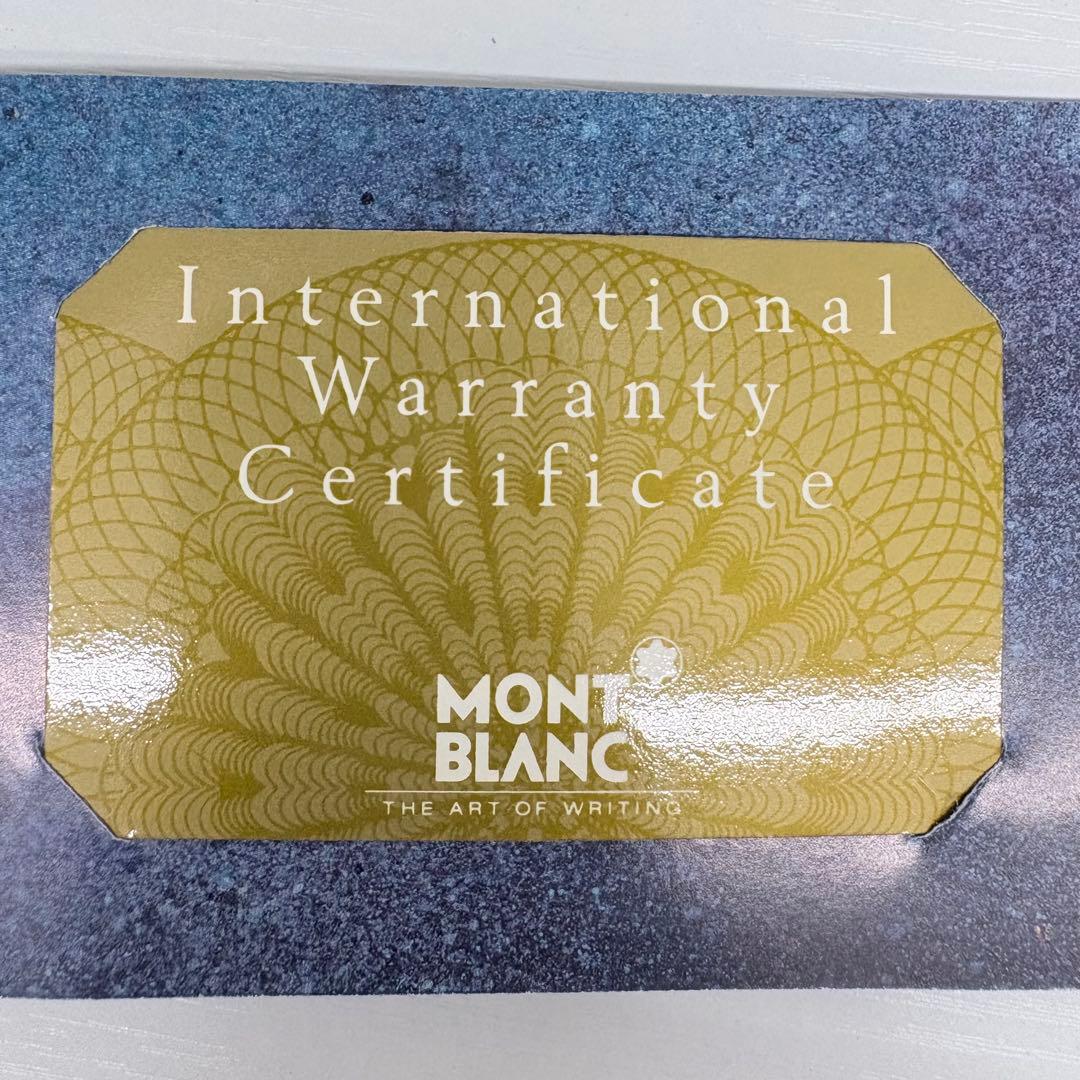 International
Warranty
Certificate
MONT
BLANC
THE ART OF WRITING